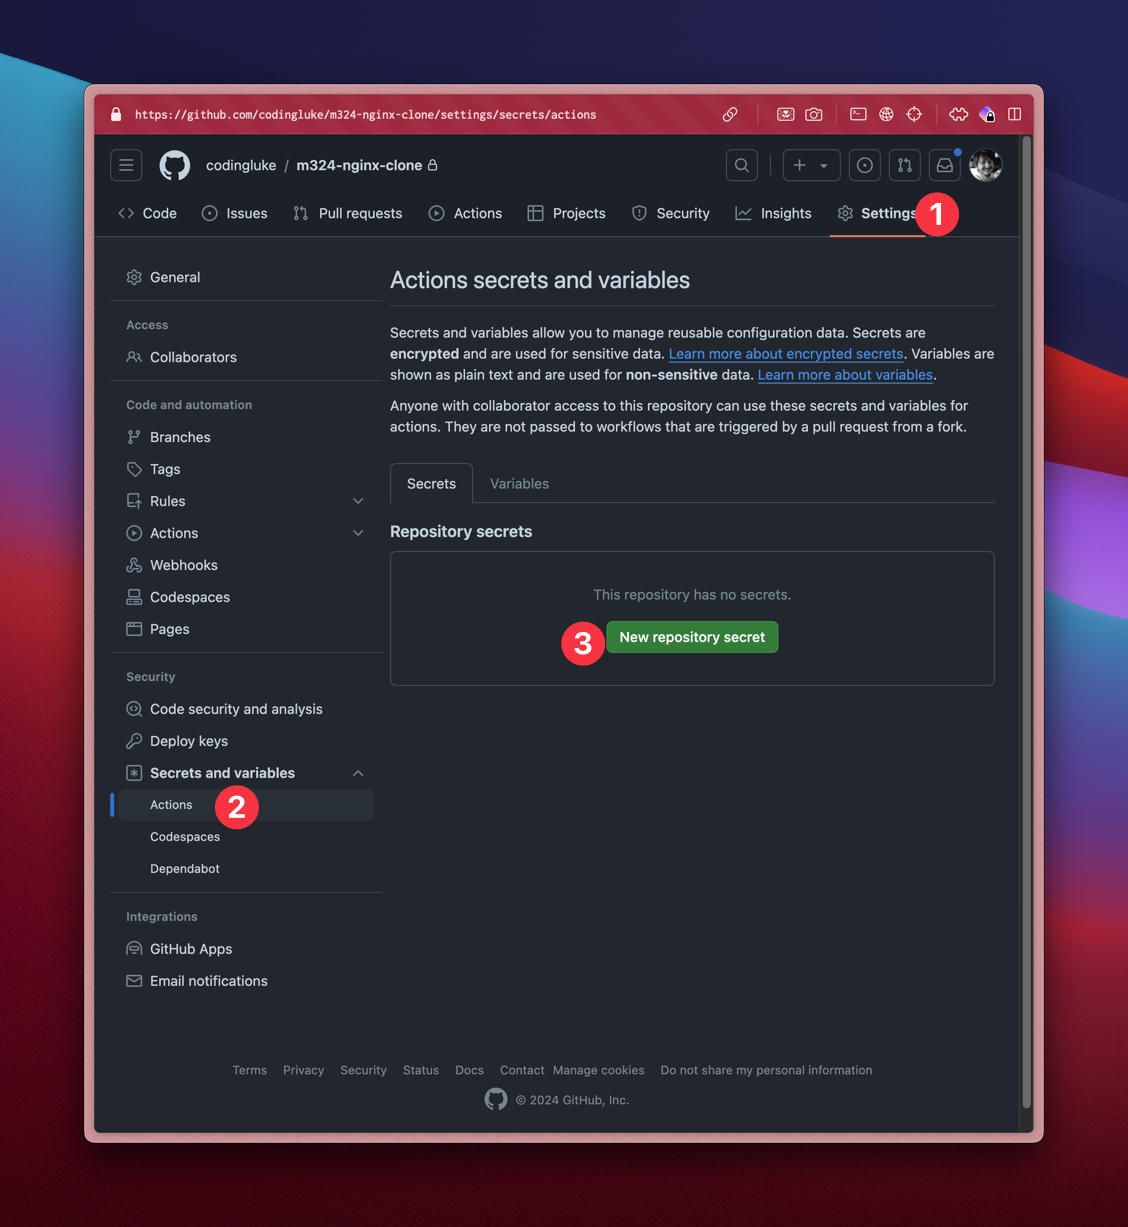 https://github.com/codingluke/m324-nginx-clone/settings/secrets/actions
codingluke / m324-nginx-clone
Code Issues Pull requests Actions Projects Security Insights Settings 1
General
Access
Collaborators
Code and automation
Branches
Tags
Rules
Actions
Webhooks
Codespaces
Pages
Security
Code security and analysis
Deploy keys
Secrets and variables
Actions 2
Codespaces
Dependabot
Integrations
GitHub Apps
Email notifications
Actions secrets and variables
Secrets and variables allow you to manage reusable configuration data. Secrets are
encrypted and are used for sensitive data. Learn more about encrypted secrets. Variables are
shown as plain text and are used for non-sensitive data. Learn more about variables.
Anyone with collaborator access to this repository can use these secrets and variables for
actions. They are not passed to workflows that are triggered by a pull request from a fork.
Secrets Variables
Repository secrets
This repository has no secrets.
3 New repository secret
Terms Privacy Security Status Docs Contact Manage cookies Do not share my personal information
© 2024 GitHub, Inc.